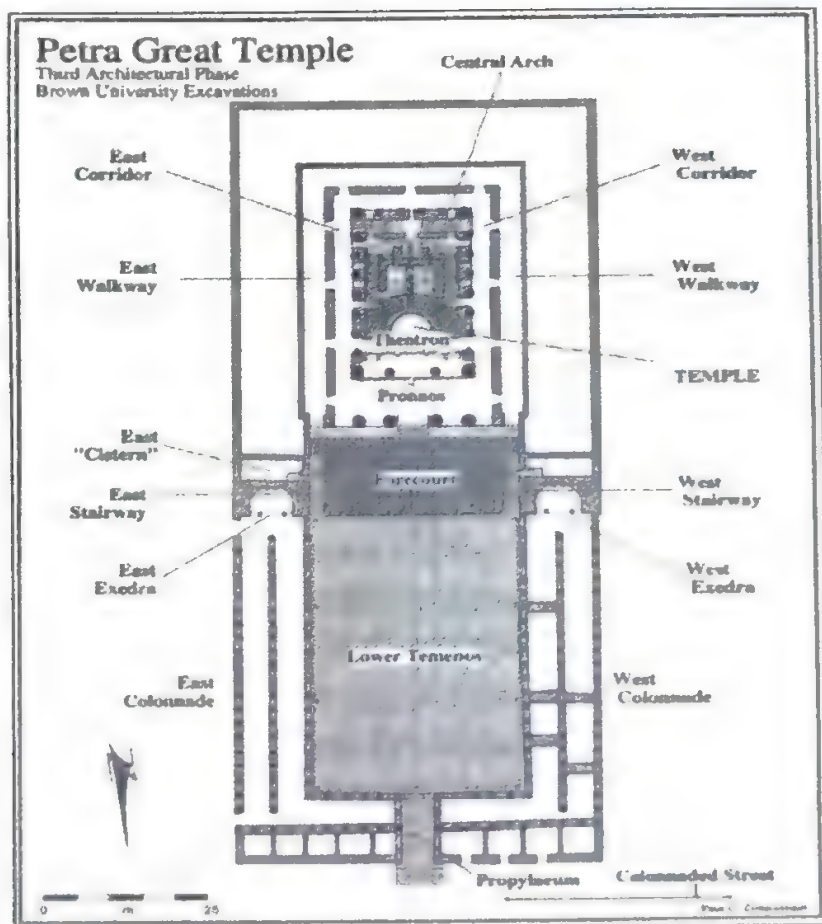 Petra Great Temple
Third Architectural Phase
Brown University Excavations
Central Arch
East
Corridor
West
Corridor
East
Walkway
West
Walkway
Theatron
TEMPLE
Pronaos
East
"Cistern"
Forecourt
East
Stairway
West
Stairway
East
Exedra
West
Exedra
Lower Temenos
East
Colonnade
West
Colonnade
Propylaeum
Colonnaded Street
0 m 25